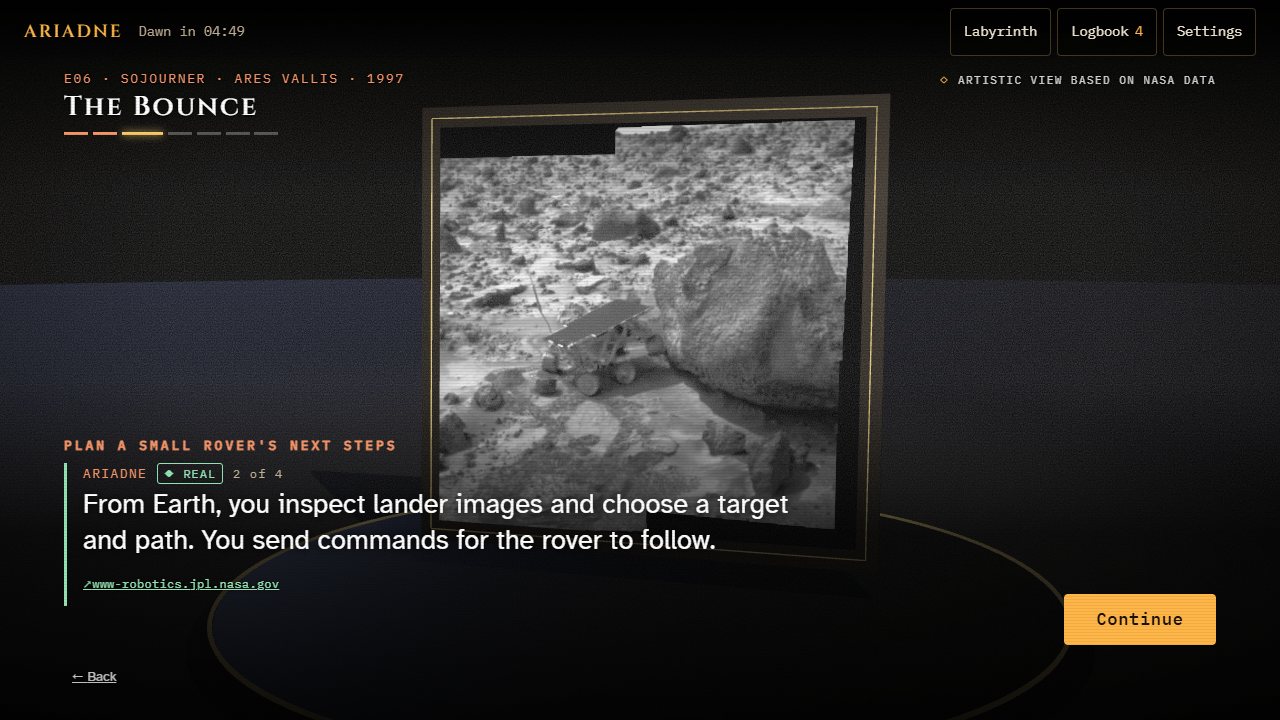 ARIADNE Dawn in 04:49 Labyrinth Logbook 4 Settings
E06 · SOJOURNER · ARES VALLIS · 1997
◇ ARTISTIC VIEW BASED ON NASA DATA
The Bounce
PLAN A SMALL ROVER'S NEXT STEPS
ARIADNE ◆ REAL 2 of 4
From Earth, you inspect lander images and choose a target
and path. You send commands for the rover to follow.
↗www-robotics.jpl.nasa.gov
Continue
← Back